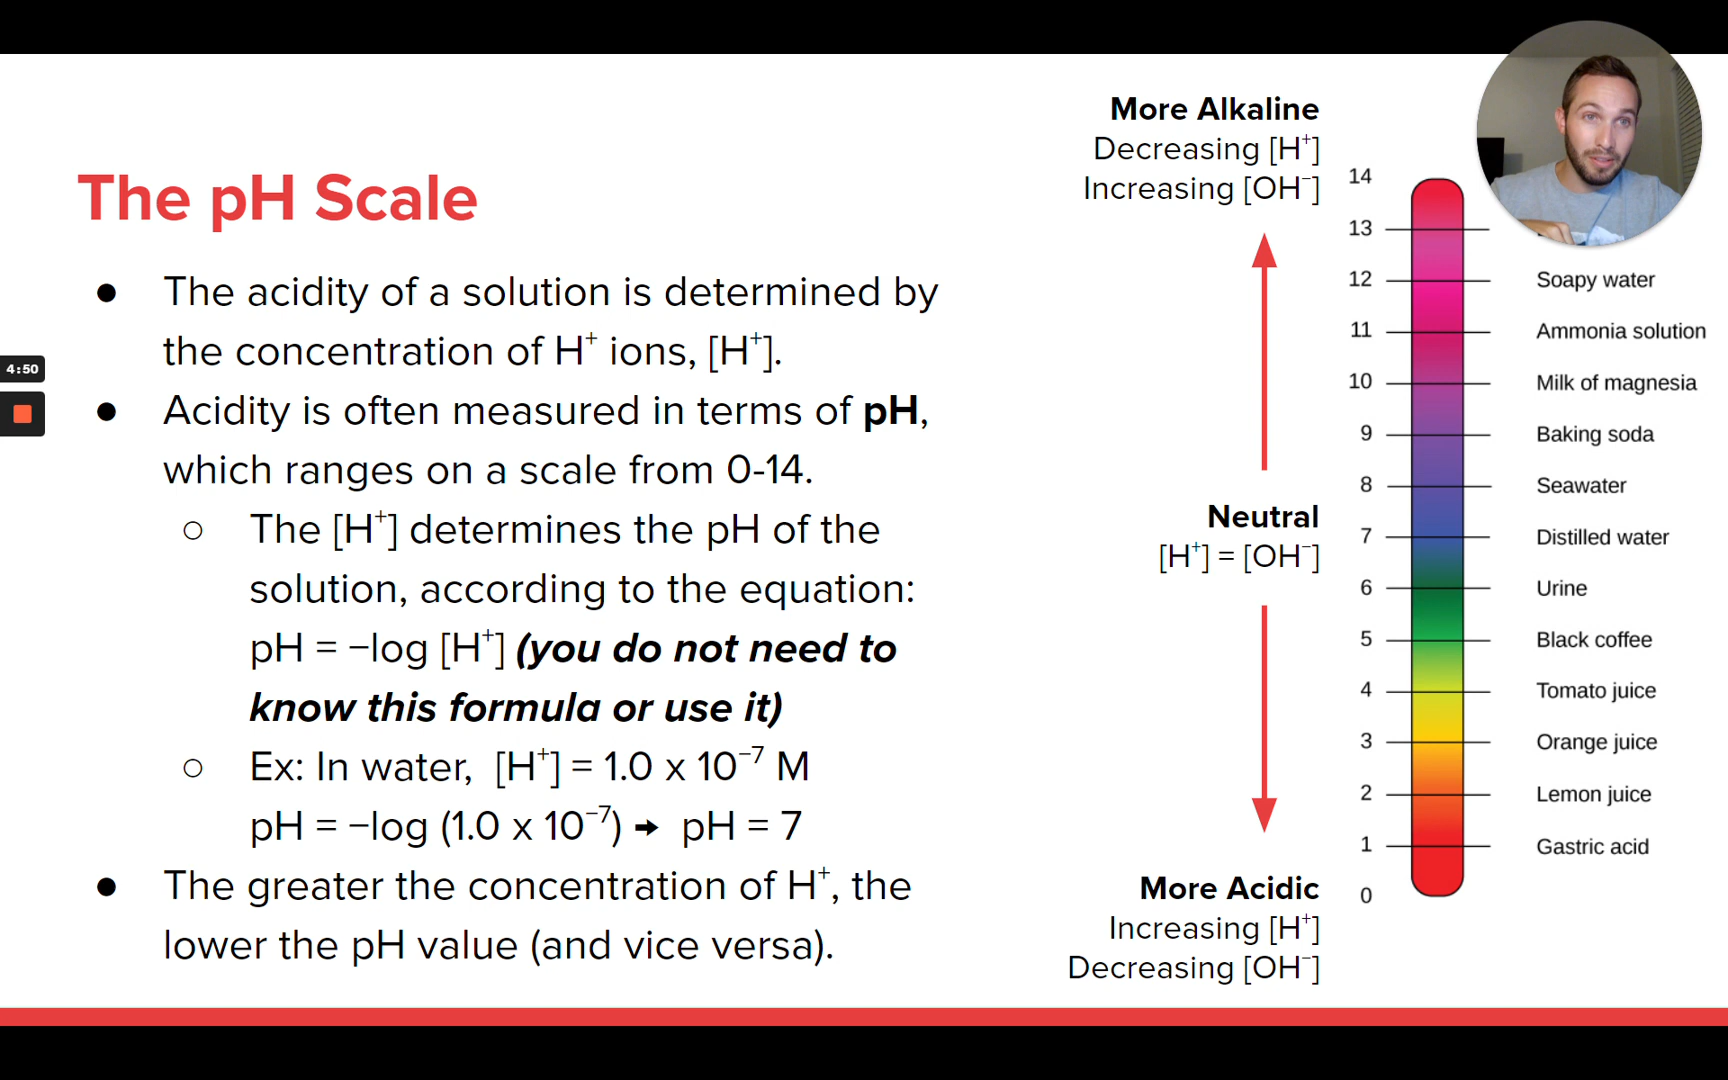 The pH Scale
● The acidity of a solution is determined by
the concentration of H⁺ ions, [H⁺].
● Acidity is often measured in terms of pH,
which ranges on a scale from 0-14.
○ The [H⁺] determines the pH of the
solution, according to the equation:
pH = −log [H⁺] (you do not need to
know this formula or use it)
○ Ex: In water, [H⁺] = 1.0 x 10⁻⁷ M
pH = −log (1.0 x 10⁻⁷) → pH = 7
● The greater the concentration of H⁺, the
lower the pH value (and vice versa).
4:50
More Alkaline
Decreasing [H⁺]
Increasing [OH⁻]
Neutral
[H⁺] = [OH⁻]
More Acidic
Increasing [H⁺]
Decreasing [OH⁻]
14
13
12 Soapy water
11 Ammonia solution
10 Milk of magnesia
9 Baking soda
8 Seawater
7 Distilled water
6 Urine
5 Black coffee
4 Tomato juice
3 Orange juice
2 Lemon juice
1 Gastric acid
0